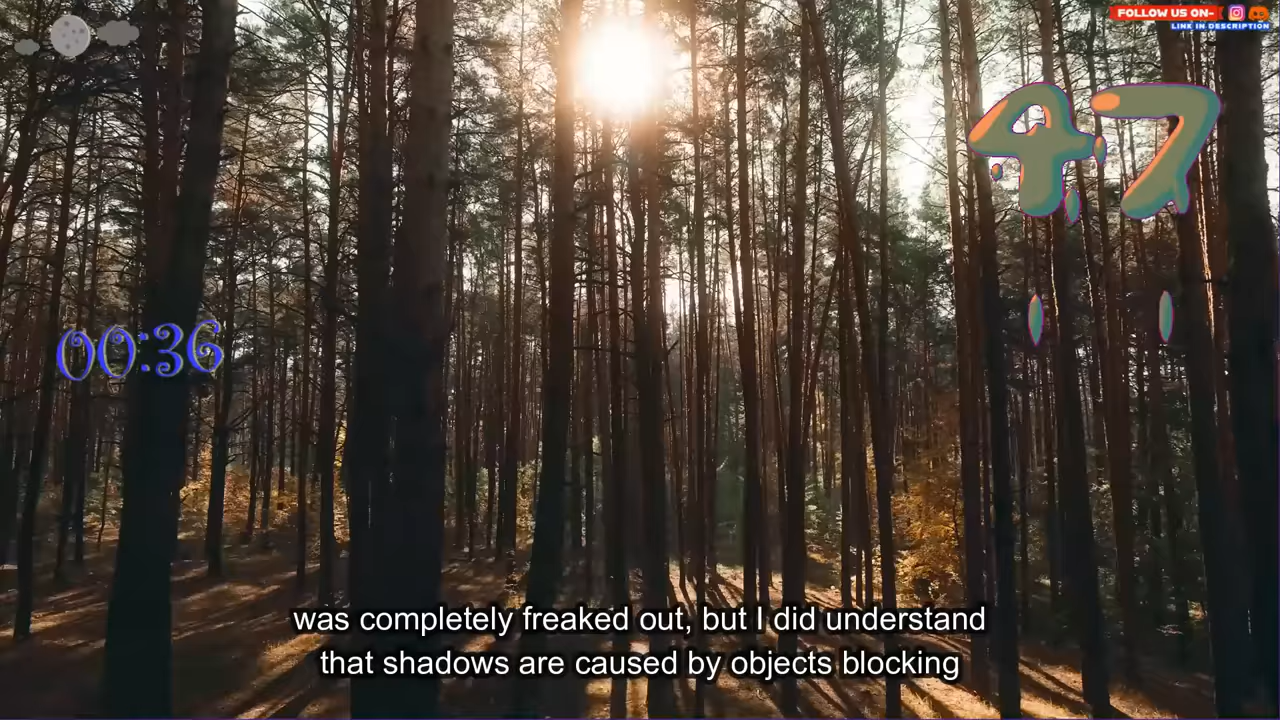 FOLLOW US ON-
LINK IN DESCRIPTION
47
00:36
was completely freaked out, but I did understand
that shadows are caused by objects blocking